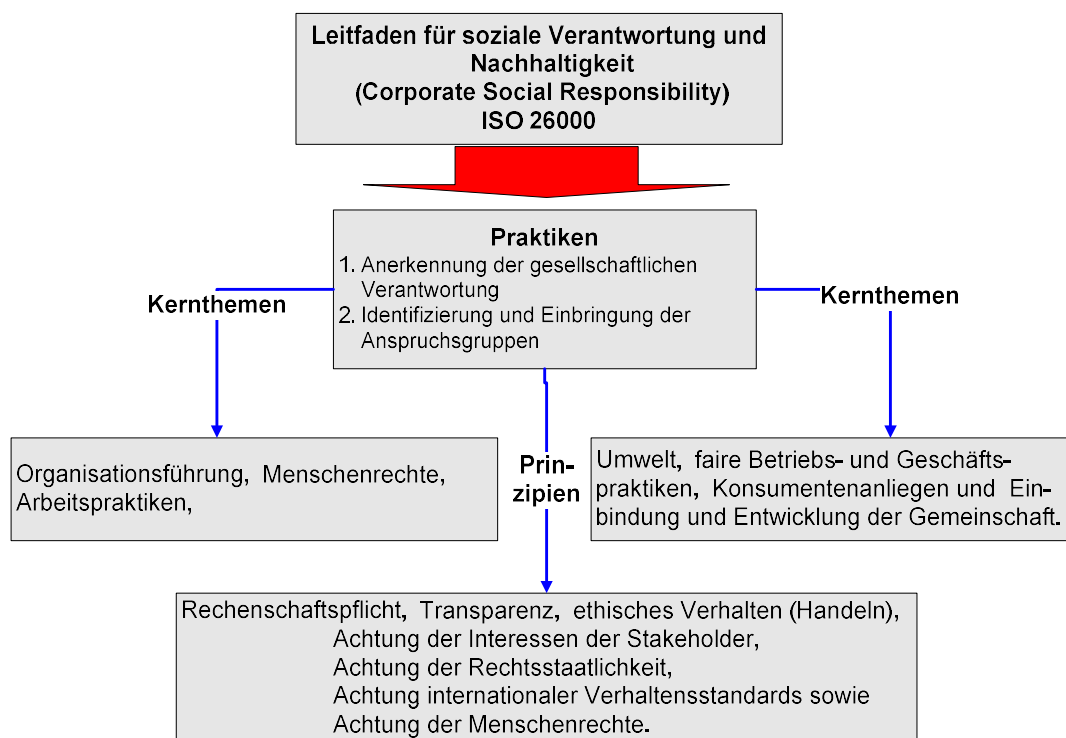 Leitfaden für soziale Verantwortung und
Nachhaltigkeit
(Corporate Social Responsibility)
ISO 26000
Praktiken
1. Anerkennung der gesellschaftlichen
Verantwortung
2. Identifizierung und Einbringung der
Anspruchsgruppen
Kernthemen
Kernthemen
Organisationsführung, Menschenrechte,
Arbeitspraktiken,
Prin-
zipien
Umwelt, faire Betriebs- und Geschäfts-
praktiken, Konsumentenanliegen und Ein-
bindung und Entwicklung der Gemeinschaft.
Rechenschaftspflicht, Transparenz, ethisches Verhalten (Handeln),
Achtung der Interessen der Stakeholder,
Achtung der Rechtsstaatlichkeit,
Achtung internationaler Verhaltensstandards sowie
Achtung der Menschenrechte.